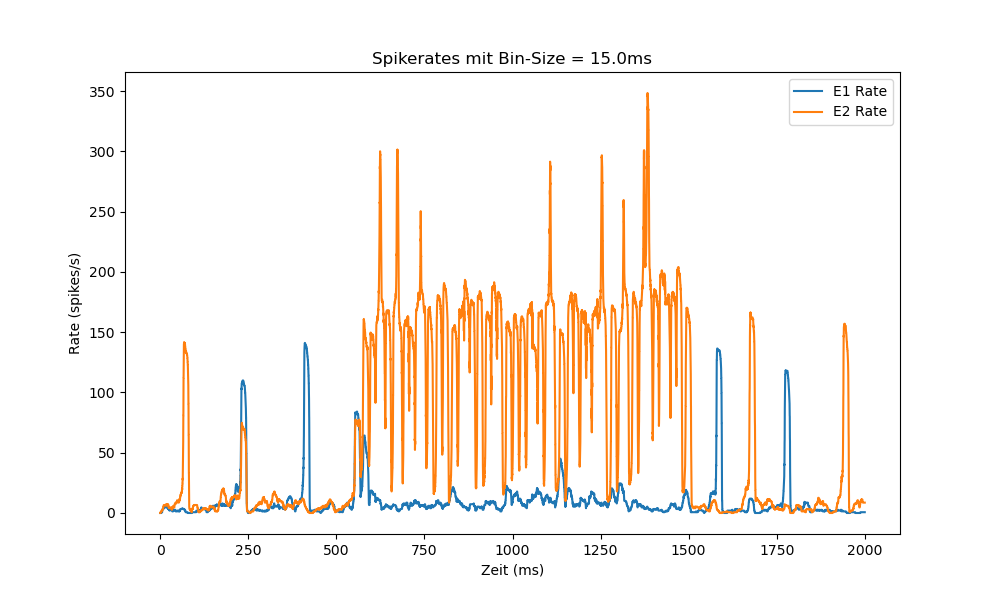 Spikerates mit Bin-Size = 15.0ms
E1 Rate
E2 Rate
Rate (spikes/s)
350
300
250
200
150
100
50
0
0 250 500 750 1000 1250 1500 1750 2000
Zeit (ms)